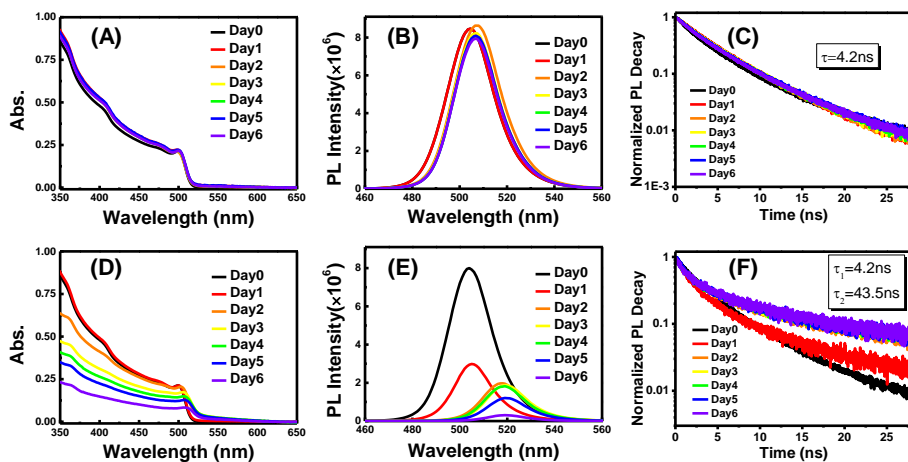 (A)
Abs.
1.00
0.75
0.50
0.25
0.00
350 400 450 500 550 600 650
Wavelength (nm)
Day0
Day1
Day2
Day3
Day4
Day5
Day6
(B)
PL Intensity(×10⁶)
8
6
4
2
0
460 480 500 520 540 560
Wavelength (nm)
Day0
Day1
Day2
Day3
Day4
Day5
Day6
(C)
Normalized PL Decay
1
0.1
0.01
1E-3
0 5 10 15 20 25
Time (ns)
τ=4.2ns
Day0
Day1
Day2
Day3
Day4
Day5
Day6
(D)
Abs.
1.00
0.75
0.50
0.25
0.00
350 400 450 500 550 600 650
Wavelength (nm)
Day0
Day1
Day2
Day3
Day4
Day5
Day6
(E)
PL Intensity(×10⁶)
8
6
4
2
0
460 480 500 520 540 560
Wavelength (nm)
Day0
Day1
Day2
Day3
Day4
Day5
Day6
(F)
Normalized PL Decay
1
0.1
0.01
0 5 10 15 20 25
Time (ns)
τ₁=4.2ns
τ₂=43.5ns
Day0
Day1
Day2
Day3
Day4
Day5
Day6